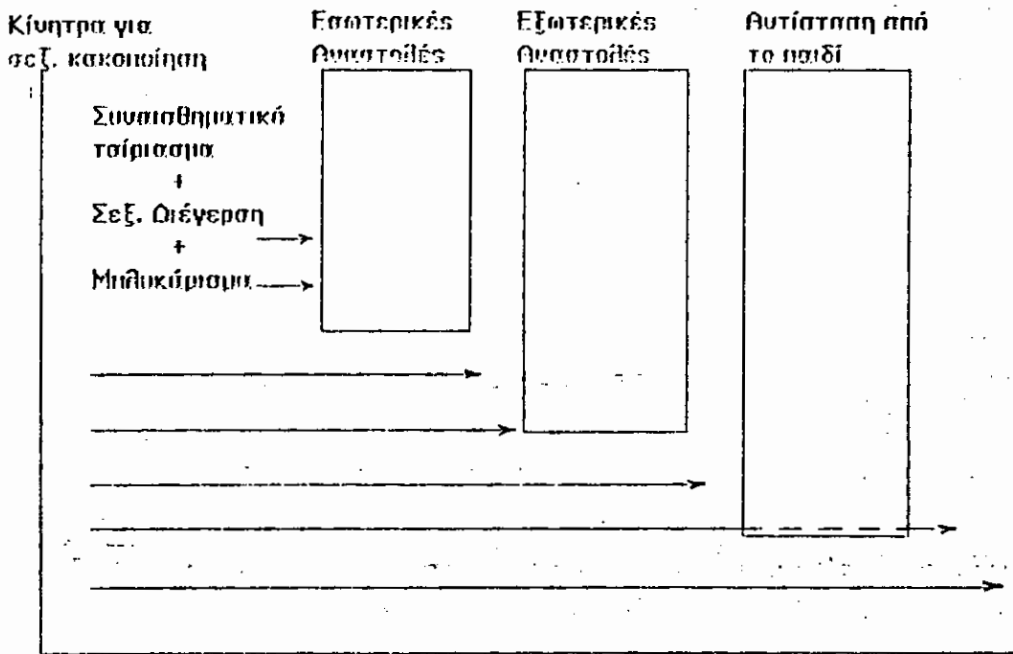 Κίνητρα για
σεξ. κακοποίηση
Εσωτερικές
Αναστολές
Εξωτερικές
Αναστολές
Αντίσταση από
το παιδί
Συναισθηματικό
ταίριασμα
+
Σεξ. Διέγερση
+
Μπλοκάρισμα